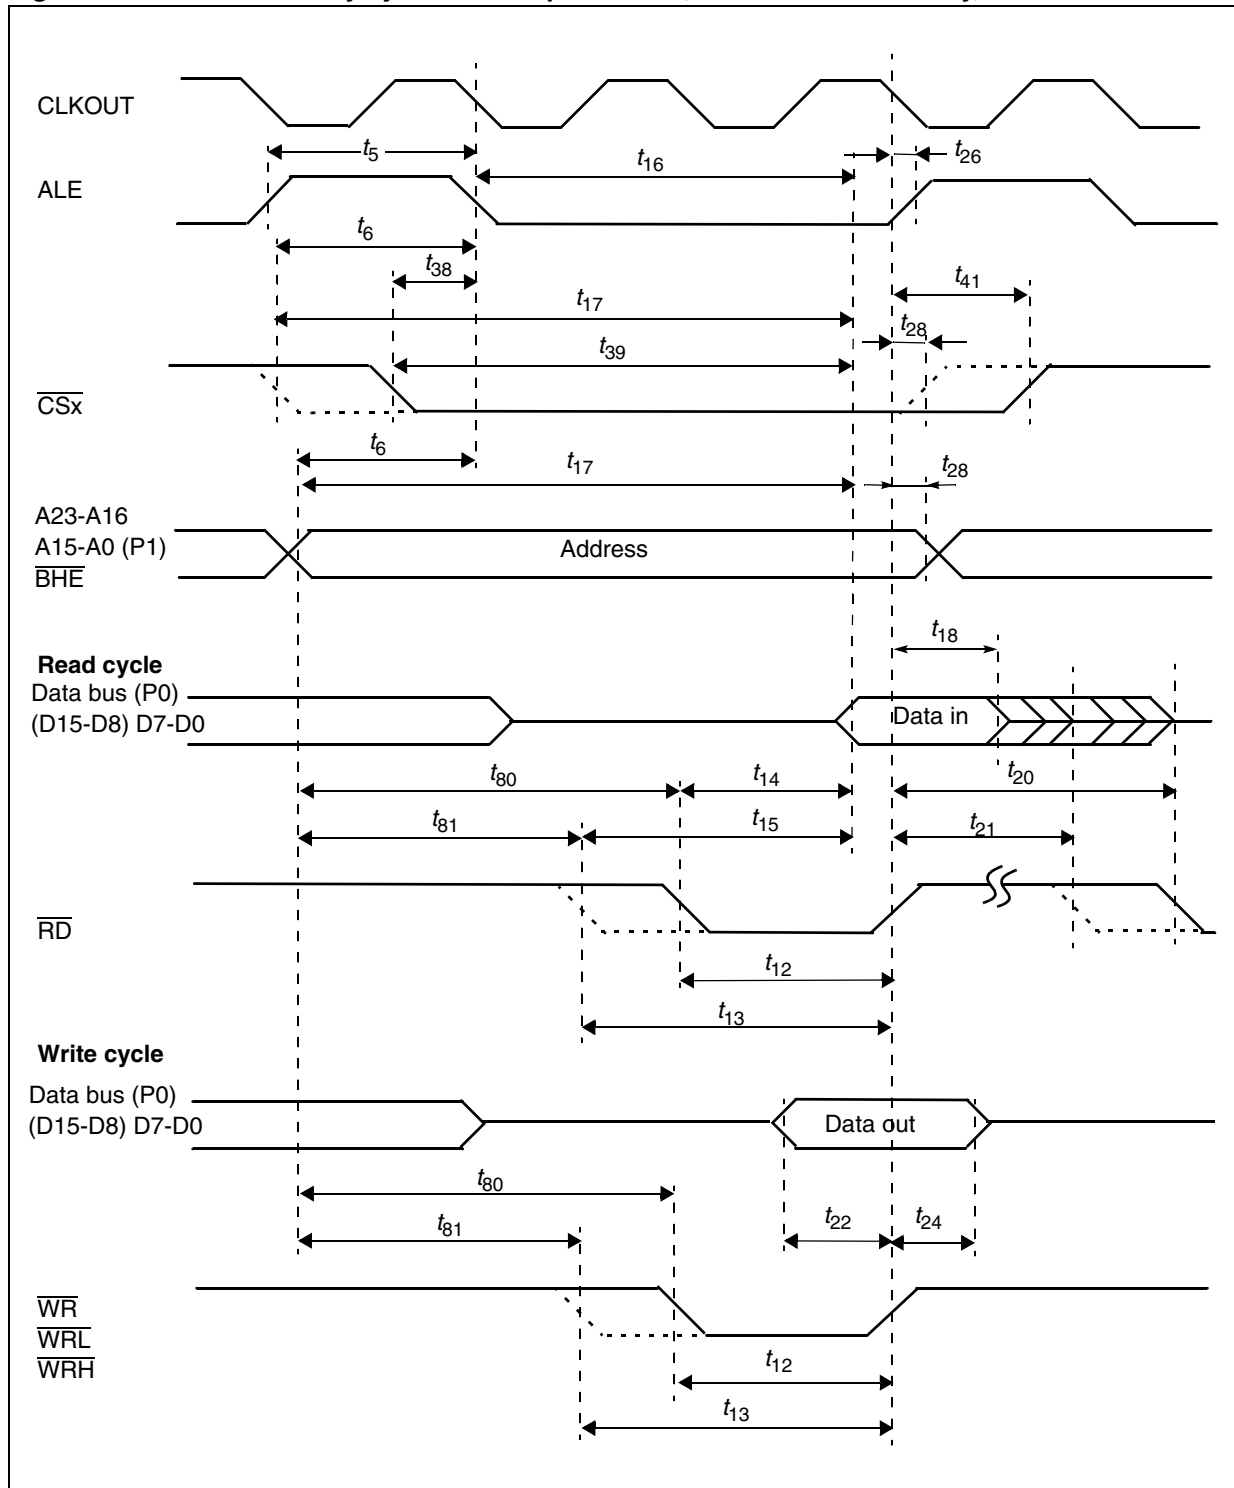 CLKOUT
t5
t16
t26
ALE
t6
t38
t41
t17
t28
t39
CSx
t6
t17
t28
A23-A16
A15-A0 (P1)
Address
BHE
t18
Read cycle
Data bus (P0)
(D15-D8) D7-D0
Data in
t80
t14
t20
t81
t15
t21
RD
t12
t13
Write cycle
Data bus (P0)
(D15-D8) D7-D0
Data out
t80
t81
t22
t24
WR
WRL
WRH
t12
t13